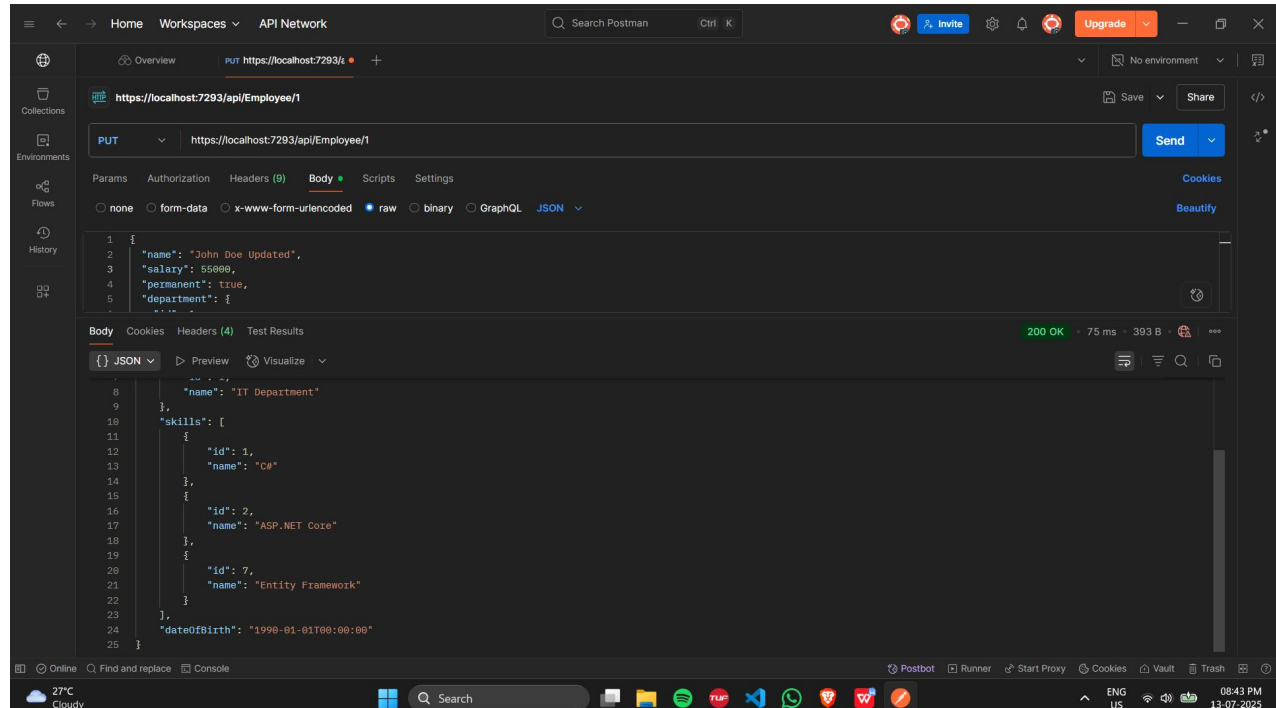 Home Workspaces API Network Search Postman Ctrl K Invite Upgrade
Overview PUT https://localhost:7293/a + No environment
HTTP https://localhost:7293/api/Employee/1 Save Share
Collections
PUT https://localhost:7293/api/Employee/1 Send
Environments
Params Authorization Headers (9) Body Scripts Settings Cookies
Flows
none form-data x-www-form-urlencoded raw binary GraphQL JSON Beautify
History
1 {
2 "name": "John Doe Updated",
3 "salary": 55000,
4 "permanent": true,
5 "department": {
Body Cookies Headers (4) Test Results 200 OK 75 ms 393 B
{} JSON Preview Visualize
8 "name": "IT Department"
9 },
10 "skills": [
11 {
12 "id": 1,
13 "name": "C#"
14 },
15 {
16 "id": 2,
17 "name": "ASP.NET Core"
18 },
19 {
20 "id": 7,
21 "name": "Entity Framework"
22 }
23 ],
24 "dateOfBirth": "1990-01-01T00:00:00"
25 }
Online Find and replace Console Postbot Runner Start Proxy Cookies Vault Trash
27°C
Cloudy
Search
TUF
ENG
US
08:43 PM
13-07-2025